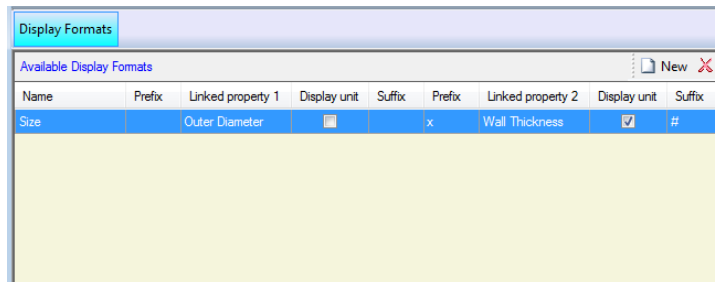 Display Formats
Available Display Formats New
Name Prefix Linked property 1 Display unit Suffix Prefix Linked property 2 Display unit Suffix
Size Outer Diameter x Wall Thickness #